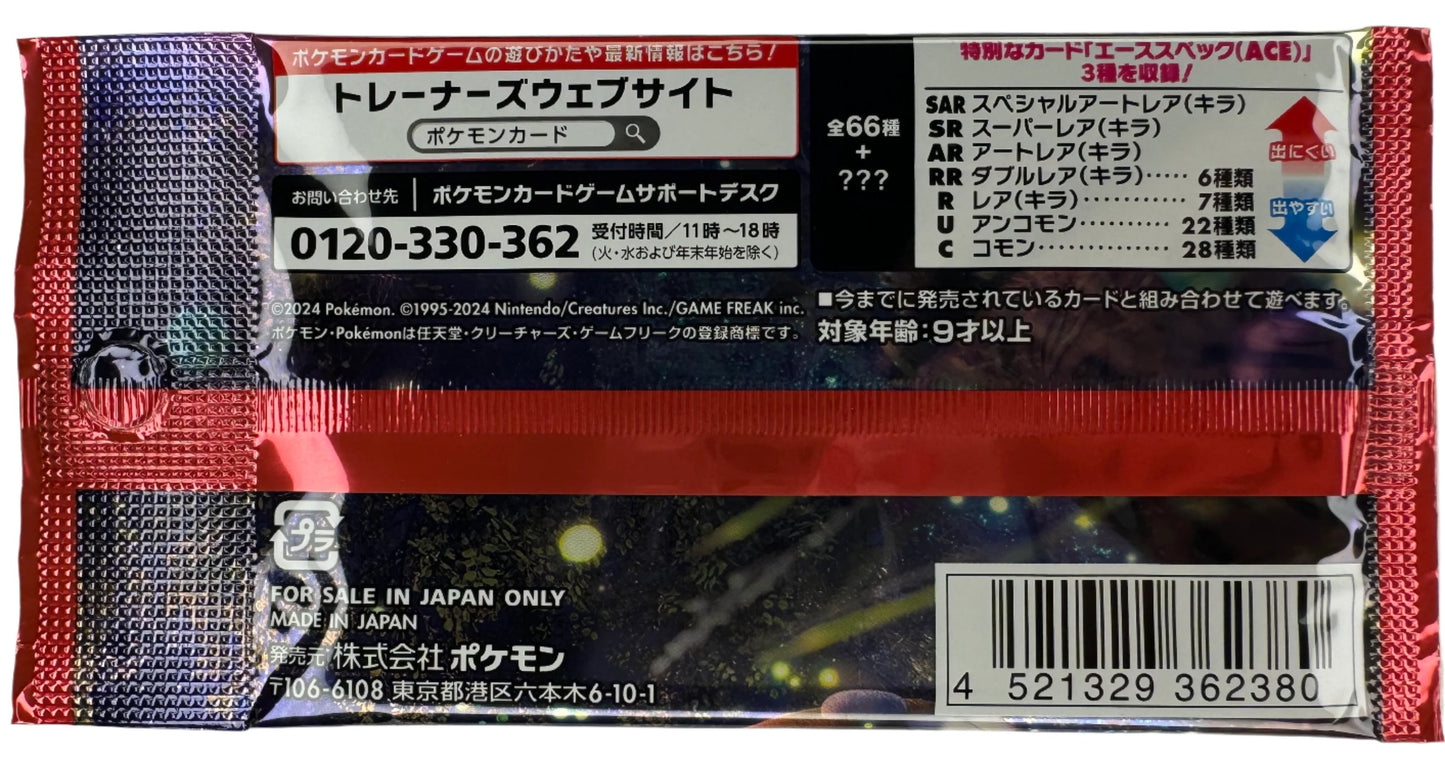 ポケモンカードゲームの遊びかたや最新情報はこちら!
トレーナーズウェブサイト
ポケモンカード
お問い合わせ先 ポケモンカードゲームサポートデスク
0120-330-362 受付時間/11時〜18時
(火・水および年末年始を除く)
©2024 Pokémon. ©1995-2024 Nintendo/Creatures Inc./GAME FREAK inc.
ポケモン・Pokémonは任天堂・クリーチャーズ・ゲームフリークの登録商標です。
全66種
+
???
特別なカード「エーススペック(ACE)」
3種を収録!
SAR スペシャルアートレア(キラ)
SR スーパーレア(キラ)
AR アートレア(キラ)
RR ダブルレア(キラ)····· 6種類
R レア(キラ)············ 7種類
U アンコモン············ 22種類
C コモン··············· 28種類
出にくい
出やすい
■今までに発売されているカードと組み合わせて遊べます。
対象年齢:9才以上
プラ
FOR SALE IN JAPAN ONLY
MADE IN JAPAN
発売元 株式会社 ポケモン
〒106-6108 東京都港区六本木6-10-1
4 521329 362380